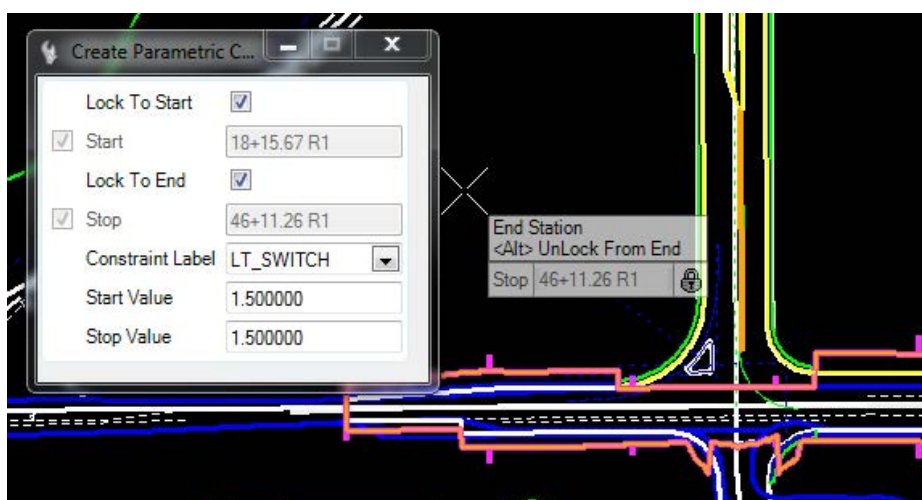 Create Parametric C...
Lock To Start
Start 18+15.67 R1
Lock To End
Stop 46+11.26 R1
Constraint Label LT_SWITCH
Start Value 1.500000
Stop Value 1.500000
End Station
<Alt> UnLock From End
Stop 46+11.26 R1